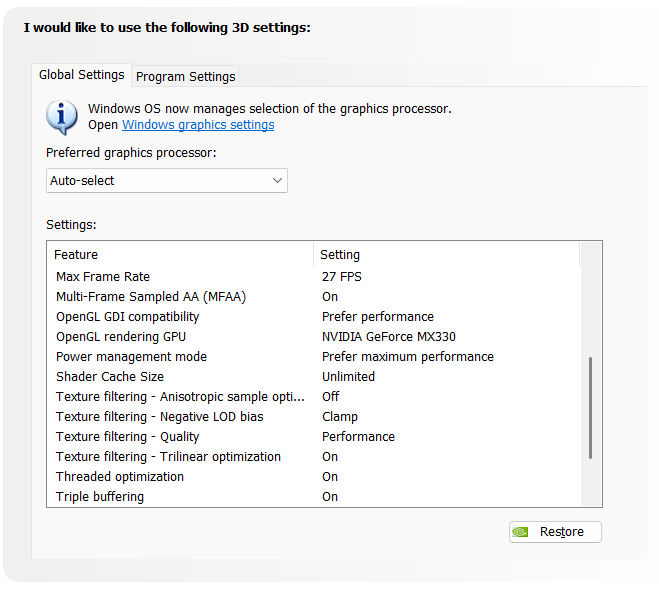 I would like to use the following 3D settings:
Global Settings Program Settings
Windows OS now manages selection of the graphics processor.
Open Windows graphics settings
Preferred graphics processor:
Auto-select
Settings:
Feature Setting
Max Frame Rate 27 FPS
Multi-Frame Sampled AA (MFAA) On
OpenGL GDI compatibility Prefer performance
OpenGL rendering GPU NVIDIA GeForce MX330
Power management mode Prefer maximum performance
Shader Cache Size Unlimited
Texture filtering - Anisotropic sample opti... Off
Texture filtering - Negative LOD bias Clamp
Texture filtering - Quality Performance
Texture filtering - Trilinear optimization On
Threaded optimization On
Triple buffering On
Restore